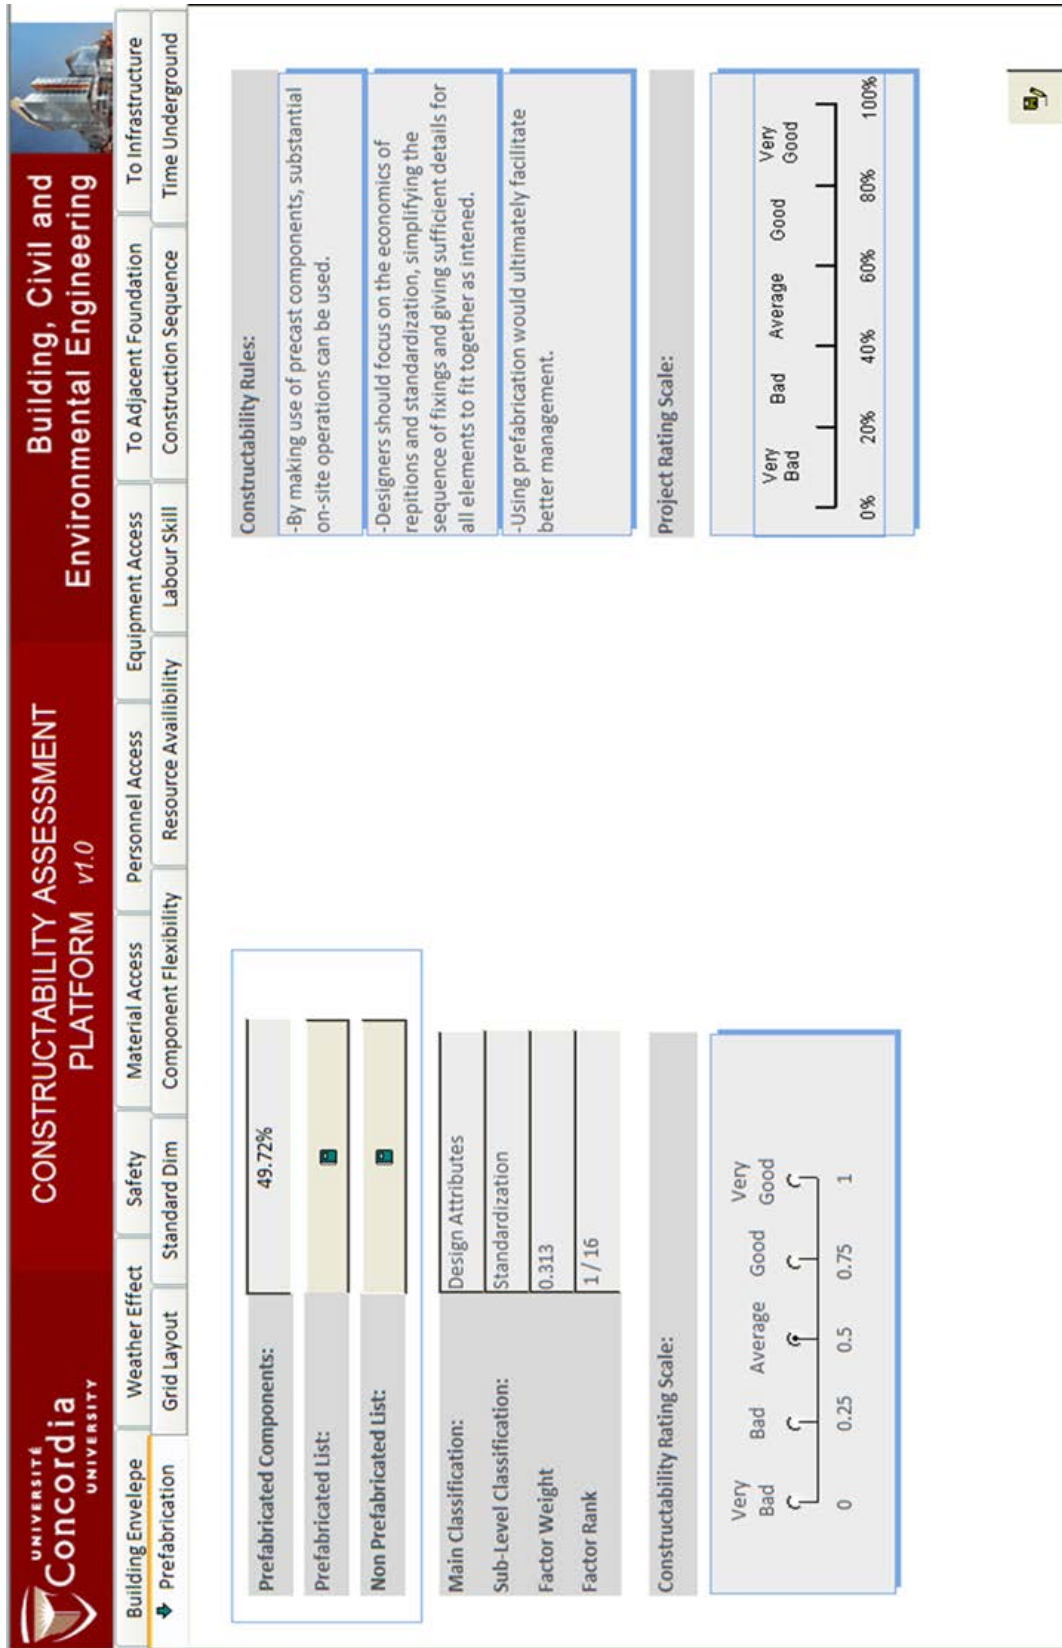 UNIVERSITÉ
Concordia
UNIVERSITY
CONSTRUCTABILITY ASSESSMENT
PLATFORM v1.0
Building, Civil and
Environmental Engineering
Building Envelepe
Weather Effect
Safety
Material Access
Personnel Access
Equipment Access
To Adjacent Foundation
To Infrastructure
Prefabrication
Grid Layout
Standard Dim
Component Flexibility
Resource Availibility
Labour Skill
Construction Sequence
Time Underground
Prefabricated Components:
49.72%
Prefabricated List:
Non Prefabricated List:
Main Classification:
Design Attributes
Sub-Level Classification:
Standardization
Factor Weight
0.313
Factor Rank
1 / 16
Constructability Rating Scale:
Very
Bad
Bad
Average
Good
Very
Good
0
0.25
0.5
0.75
1
Constructability Rules:
-By making use of precast components, substantial
on-site operations can be used.
-Designers should focus on the economics of
repitions and standardization, simplifying the
sequence of fixings and giving sufficient details for
all elements to fit together as intened.
-Using prefabrication would ultimately facilitate
better management.
Project Rating Scale:
Very
Bad
Bad
Average
Good
Very
Good
0%
20%
40%
60%
80%
100%